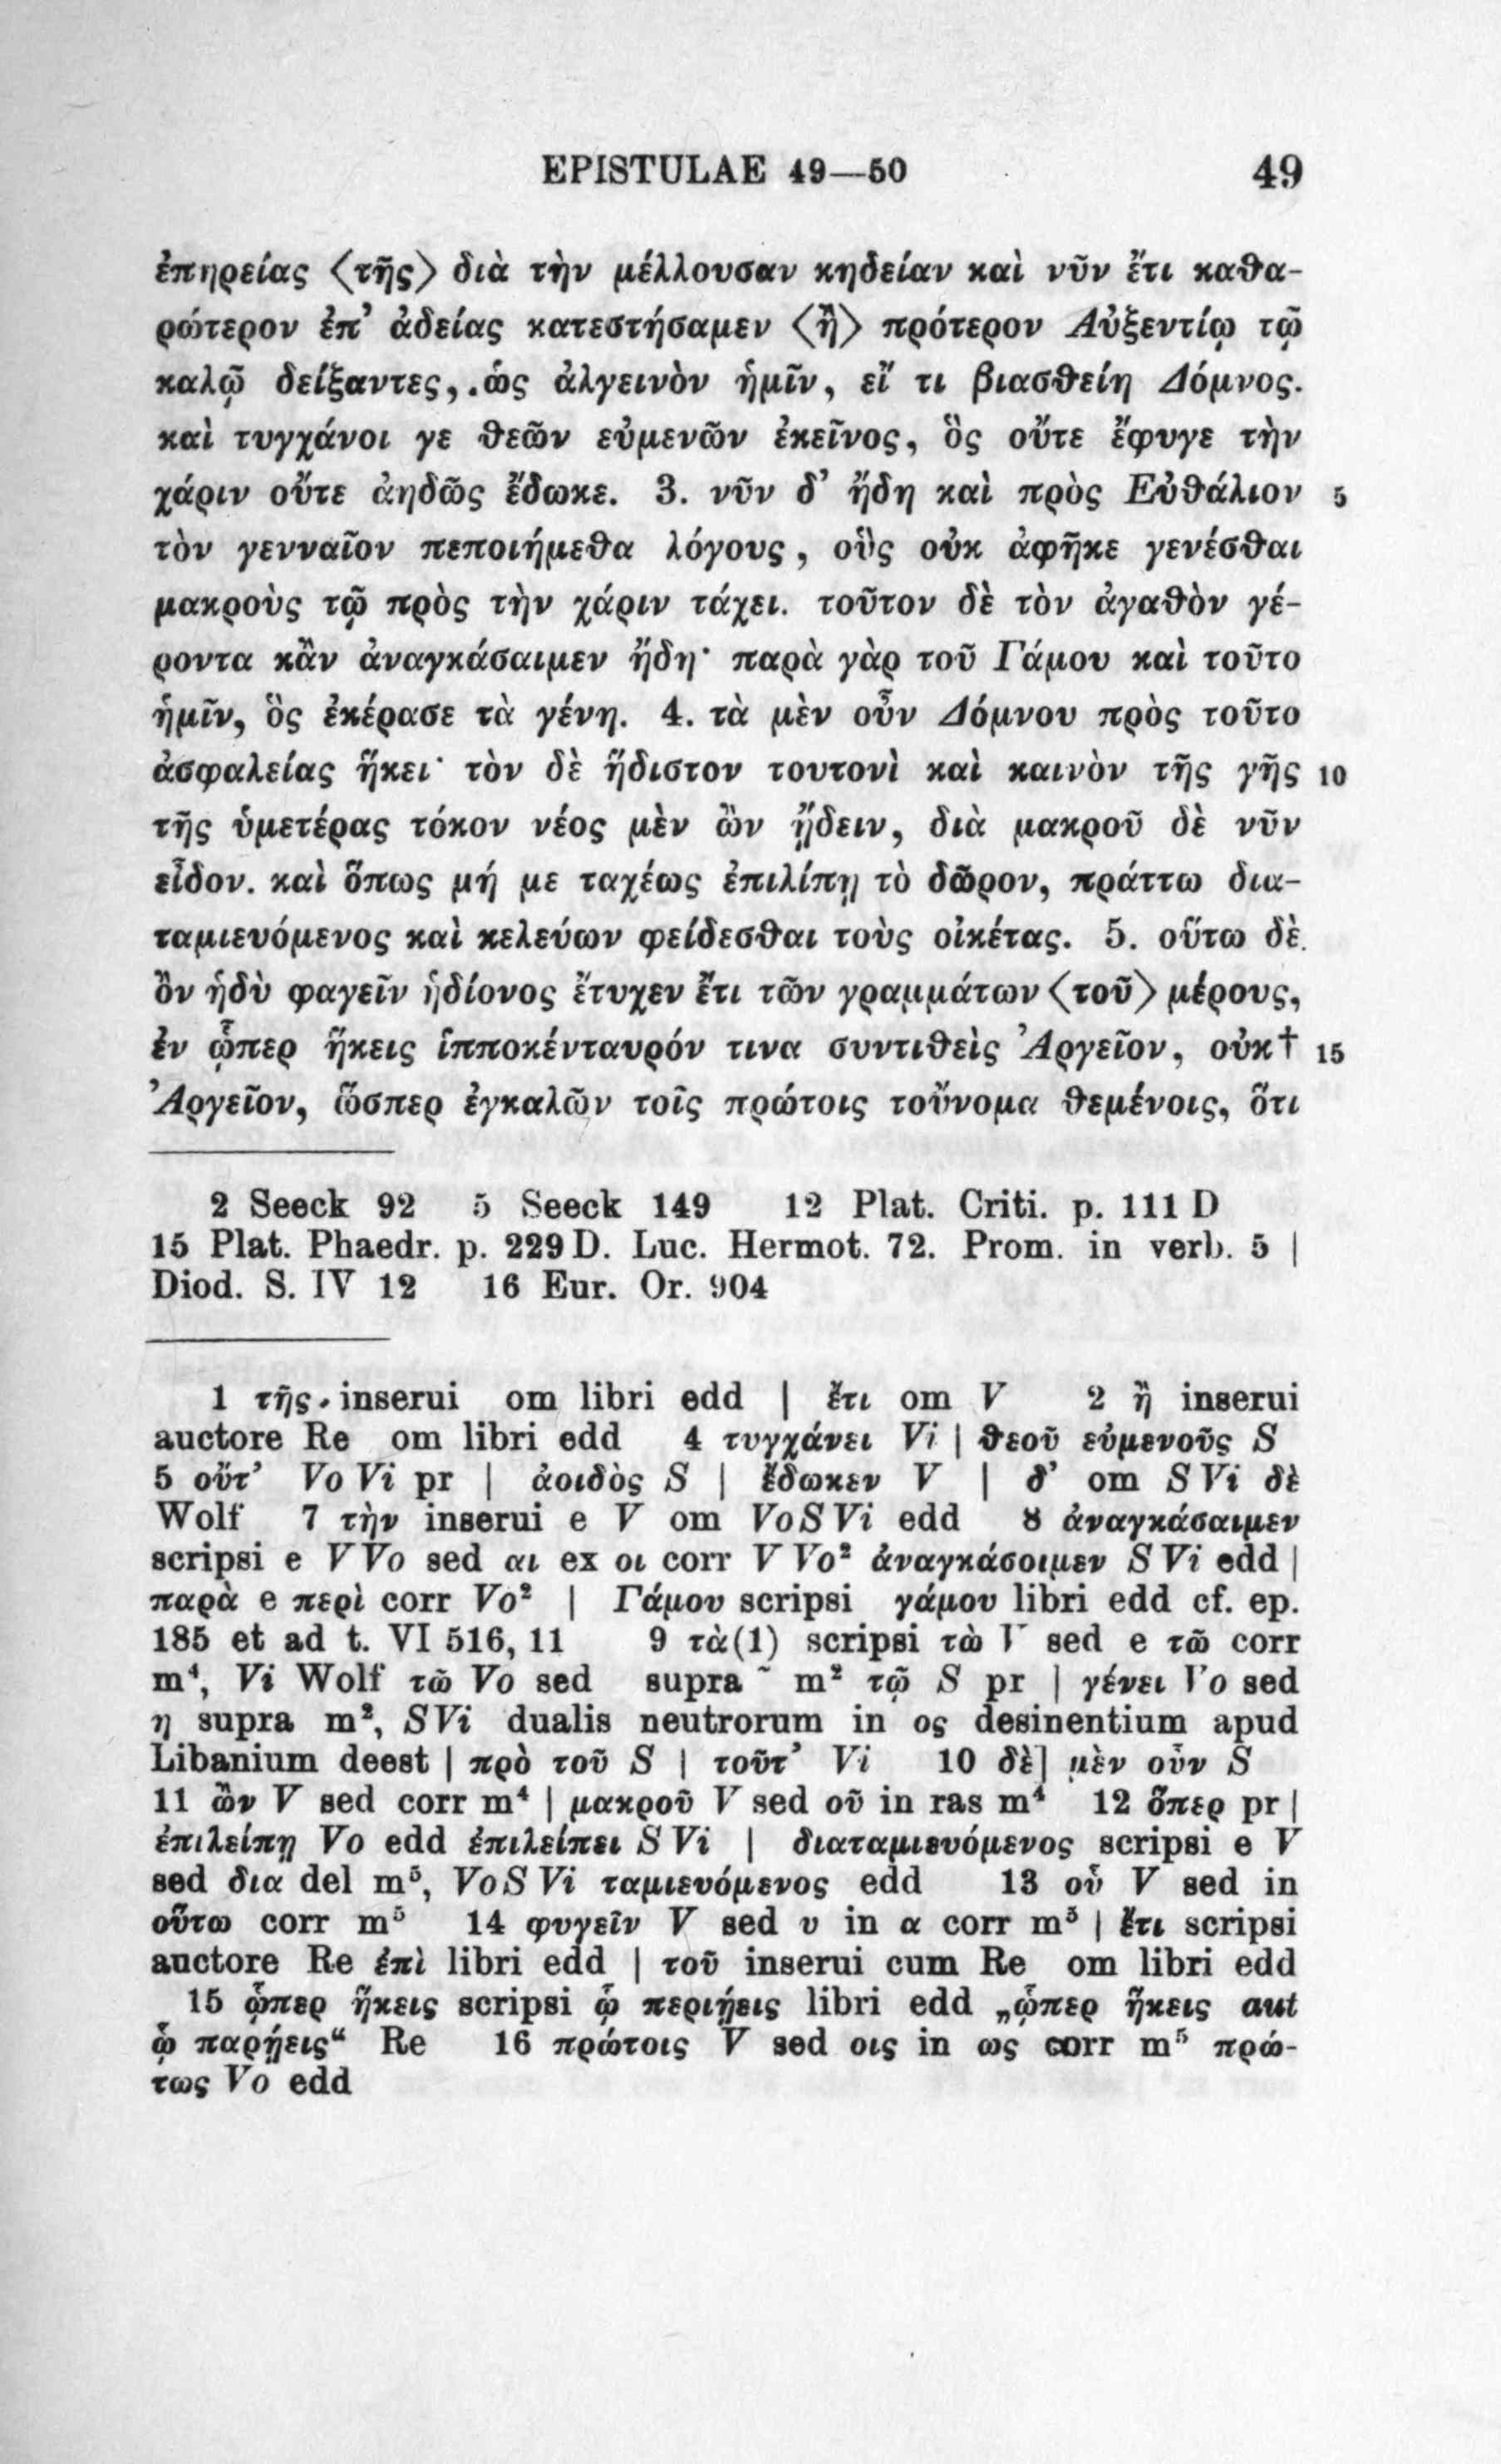 EPISTULAE 49—50 49
ἐπηρείας ⟨τῆς⟩ διὰ τὴν μέλλουσαν κηδείαν καὶ νῦν ἔτι καθα-
ρώτερον ἐπ’ ἀδείας κατεστήσαμεν ⟨ἢ⟩ πρότερον Αὐξεντίῳ τῷ
καλῷ δείξαντες, ὡς ἀλγεινὸν ἡμῖν, εἴ τι βιασθείη Δόμνος.
καὶ τυγχάνοι γε θεῶν εὐμενῶν ἐκεῖνος, ὃς οὔτε ἔφυγε τὴν
χάριν οὔτε ἀηδῶς ἔδωκε. 3. νῦν δ’ ἤδη καὶ πρὸς Εὐθάλιον 5
τὸν γενναῖον πεποιήμεθα λόγους, οὓς οὐκ ἀφῆκε γενέσθαι
μακροὺς τῷ πρὸς τὴν χάριν τάχει. τοῦτον δὲ τὸν ἀγαθὸν γέ-
ροντα κἂν ἀναγκάσαιμεν ἤδη· παρὰ γὰρ τοῦ Γάμου καὶ τοῦτο
ἡμῖν, ὃς ἐκέρασε τὰ γένη. 4. τὰ μὲν οὖν Δόμνου πρὸς τοῦτο
ἀσφαλείας ἥκει· τὸν δὲ ἥδιστον τουτονὶ καὶ καινὸν τῆς γῆς 10
τῆς ὑμετέρας τόκον νέος μὲν ὢν ᾔδειν, διὰ μακροῦ δὲ νῦν
εἶδον. καὶ ὅπως μή με ταχέως ἐπιλίπῃ τὸ δῶρον, πράττω δια-
ταμιευόμενος καὶ κελεύων φείδεσθαι τοὺς οἰκέτας. 5. οὕτω δὲ
ὂν ἡδὺ φαγεῖν ἡδίονος ἔτυχεν ἔτι τῶν γραμμάτων ⟨τοῦ⟩ μέρους,
ἐν ᾧπερ ἥκεις ἱπποκένταυρόν τινα συντιθεὶς Ἀργεῖον, οὐκ† 15
Ἀργεῖον, ὥσπερ ἐγκαλῶν τοῖς πρώτοις τοὔνομα θεμένοις, ὅτι
2 Seeck 92 5 Seeck 149 12 Plat. Criti. p. 111 D
15 Plat. Phaedr. p. 229 D. Luc. Hermot. 72. Prom. in verb. 5 |
Diod. S. IV 12 16 Eur. Or. 904
1 τῆς inserui om libri edd | ἔτι om V 2 ἢ inserui
auctore Re om libri edd 4 τυγχάνει Vi | θεοῦ εὐμενοῦς S
5 οὔτ’ Vo Vi pr | ἀοιδὸς S | ἔδωκεν V | δ’ om S Vi δὲ
Wolf 7 τὴν inserui e V om Vo S Vi edd 8 ἀναγκάσαιμεν
scripsi e V Vo sed αι ex οι corr V Vo² ἀναγκάσοιμεν S Vi edd |
παρὰ e περὶ corr Vo² | Γάμου scripsi γάμου libri edd cf. ep.
185 et ad t. VI 516, 11 9 τὰ(1) scripsi τὼ V sed e τῶ corr
m⁴, Vi Wolf τῶ Vo sed supra ˜ m² τῷ S pr | γένει Vo sed
η supra m², S Vi dualis neutrorum in ος desinentium apud
Libanium deest | πρὸ τοῦ S | τοῦτ’ Vi 10 δὲ] μὲν οὖν S
11 ὢν V sed corr m⁴ | μακροῦ V sed οῦ in ras m⁴ 12 ὅπερ pr |
ἐπιλείπῃ Vo edd ἐπιλείπει S Vi | διαταμιευόμενος scripsi e V
sed δια del m⁵, Vo S Vi ταμιευόμενος edd 13 οὗ V sed in
οὕτω corr m⁵ 14 φυγεῖν V sed υ in α corr m⁵ | ἔτι scripsi
auctore Re ἐπὶ libri edd | τοῦ inserui cum Re om libri edd
15 ᾧπερ ἥκεις scripsi ᾧ περιῄεις libri edd „ᾧπερ ἥκεις aut
ᾧ παρῄεις“ Re 16 πρώτοις V sed οις in ως corr m⁵ πρώ-
τως Vo edd